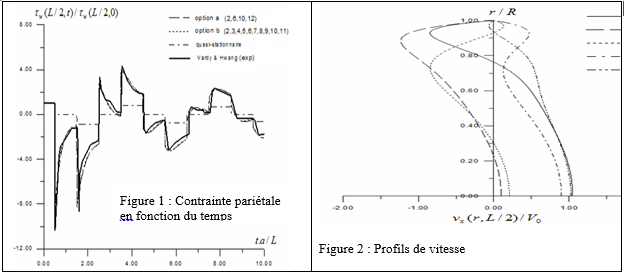 τw(L/2,t)/τw(L/2,0)
8.00
4.00
0.00
-4.00
-8.00
-12.00
option a (2,6,10,12)
option b (2,3,4,5,6,7,8,9,10,11)
quasi-stationnaire
Vardy & Hwang (exp)
Figure 1 : Contrainte pariétale
en fonction du temps
0.00 2.00 4.00 6.00 8.00 10.00
ta/L
r/R
1.00
0.80
0.60
0.40
0.20
0.00
-2.00 -1.00 0.00 1.00
vx(r,L/2)/V0
Figure 2 : Profils de vitesse